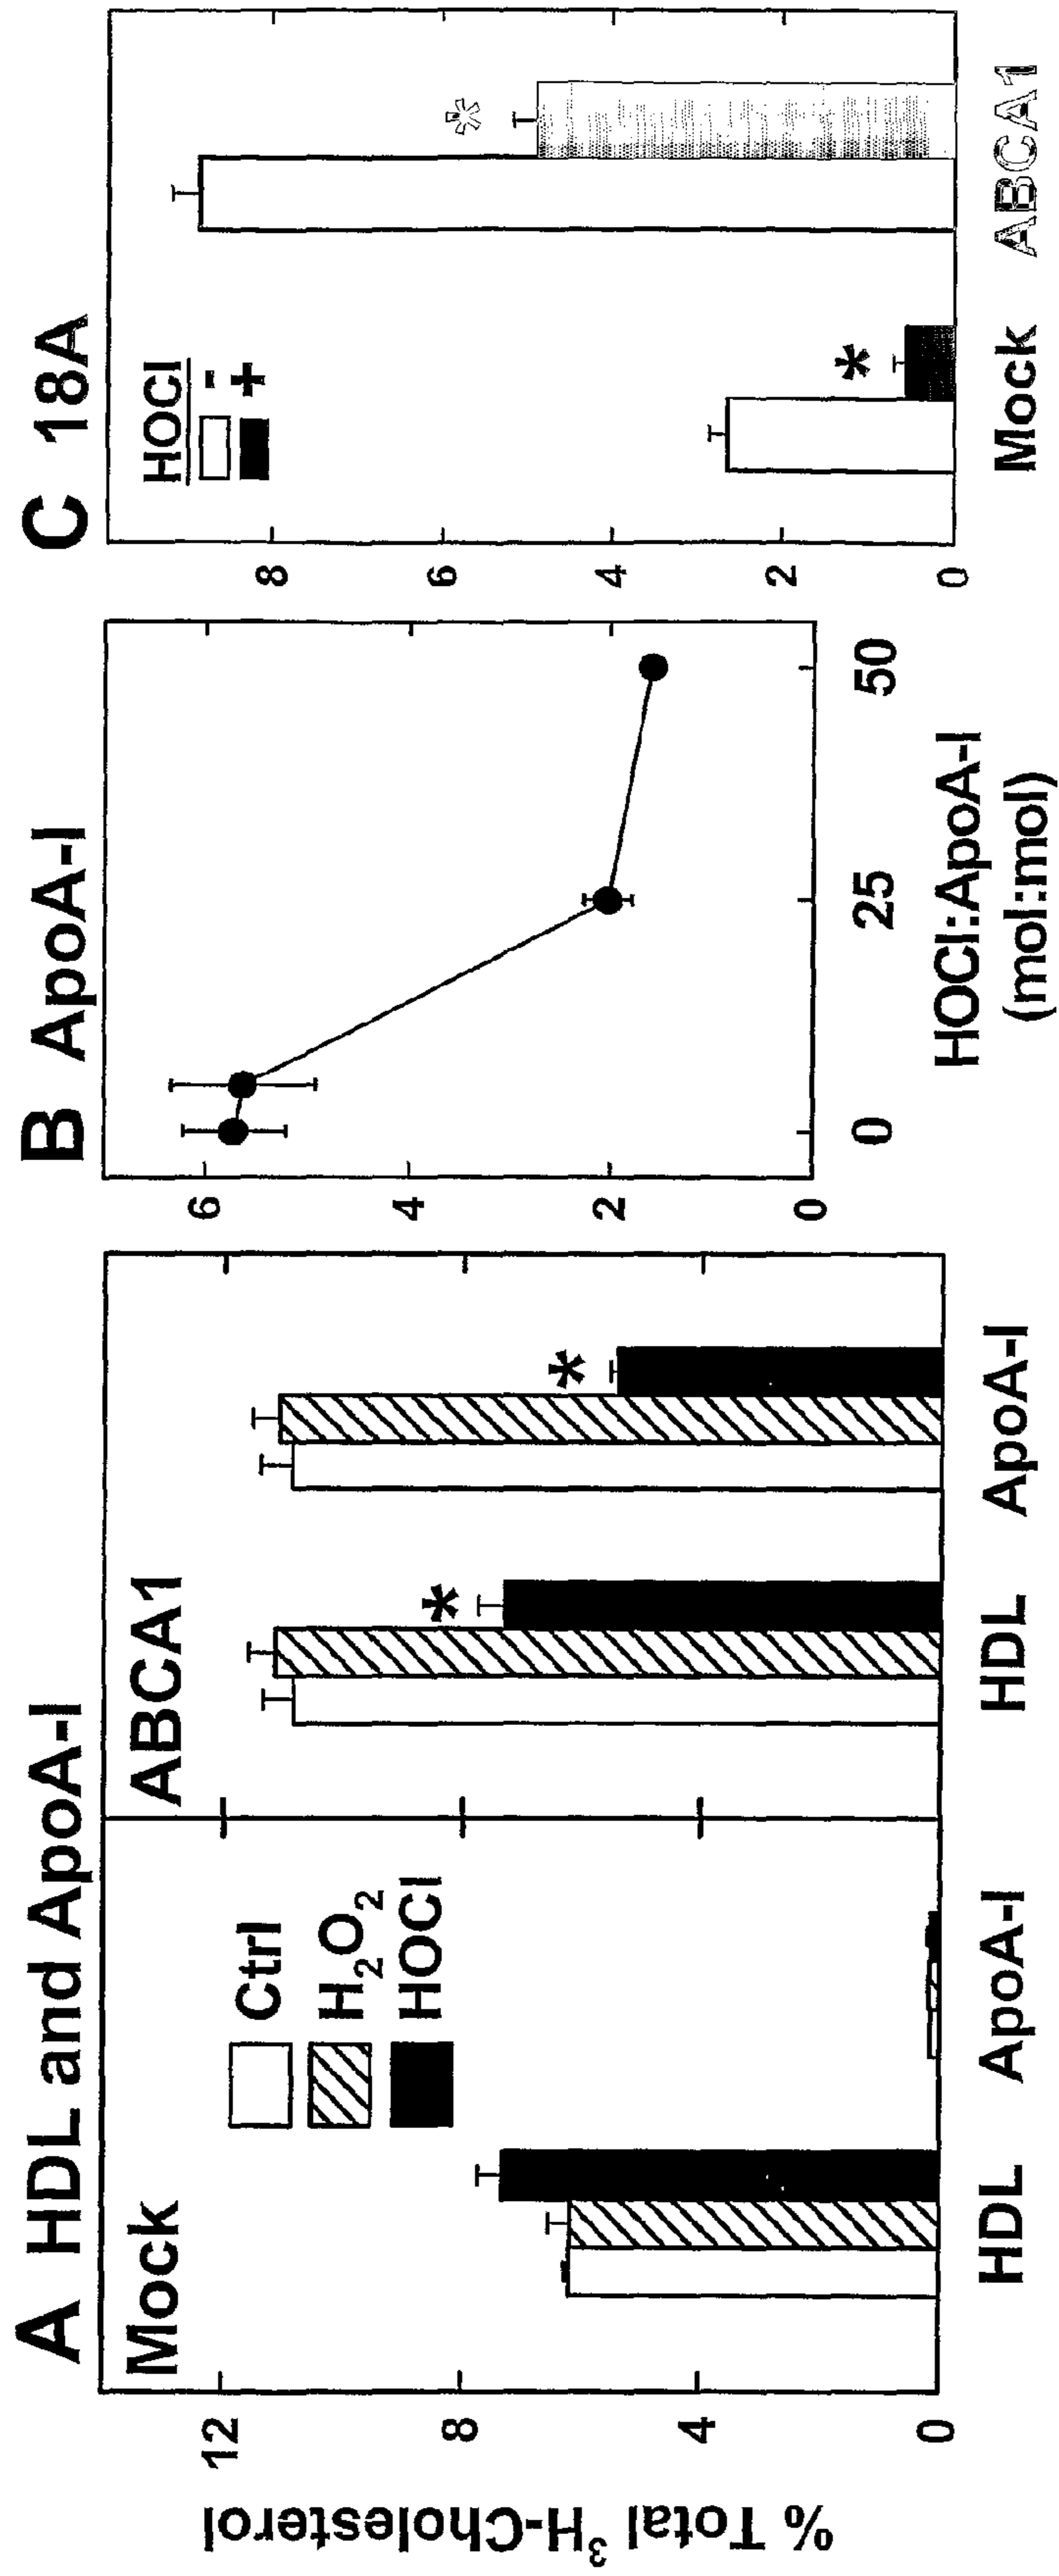 A HDL and ApoA-I
Mock
ABCA1
Ctrl
H₂O₂
HOCl
% Total ³H-Cholesterol
12
8
4
0
HDL ApoA-I HDL ApoA-I
B ApoA-I
6
4
2
0
0 25 50
HOCl:ApoA-I
(mol:mol)
C 18A
HOCl
-
+
*
*
*
*
8
6
4
2
0
Mock ABCA1